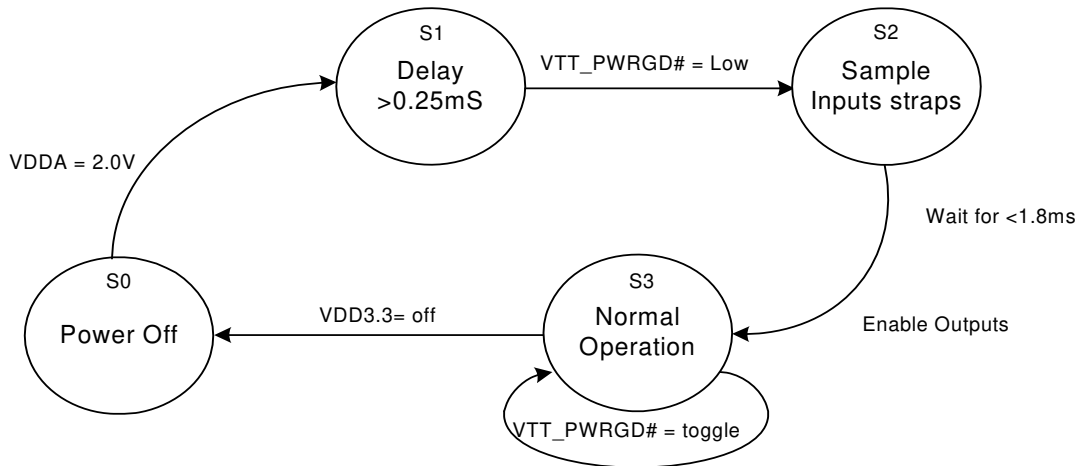 S1
Delay
>0.25mS
VTT_PWRGD# = Low
S2
Sample
Inputs straps
VDDA = 2.0V
Wait for <1.8ms
S0
Power Off
VDD3.3= off
S3
Normal
Operation
Enable Outputs
VTT_PWRGD# = toggle